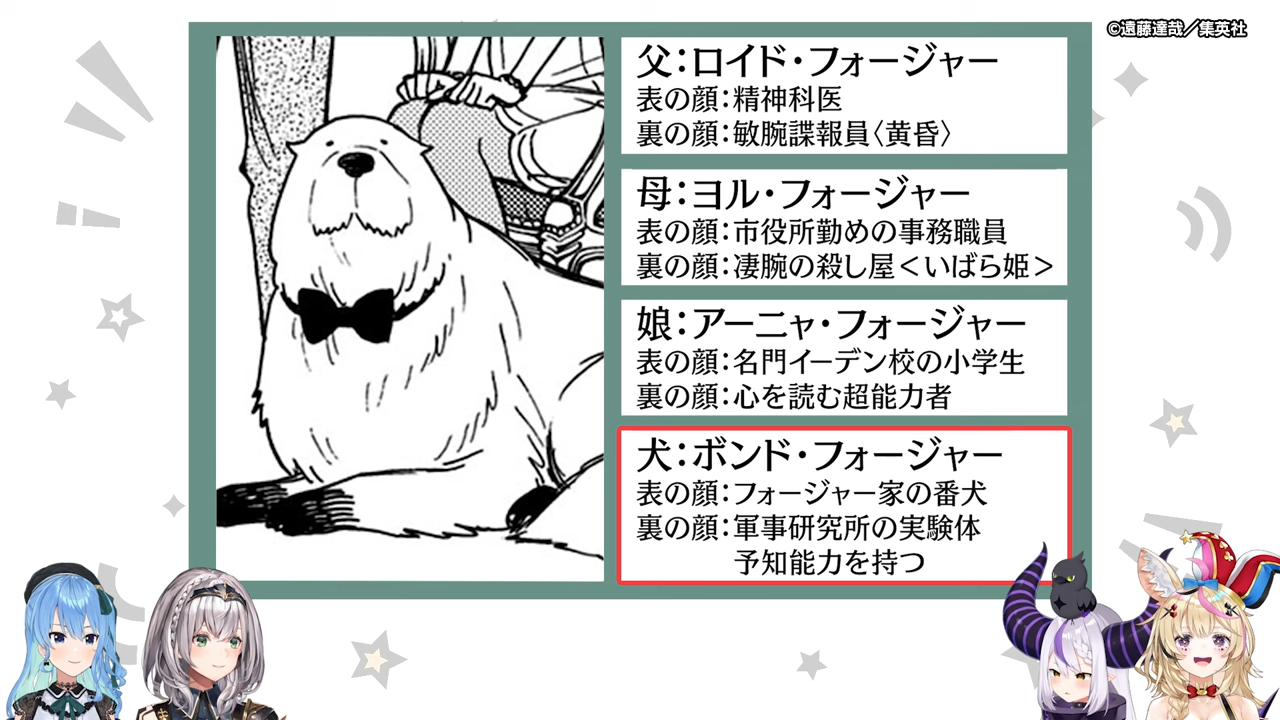 ©遠藤達哉／集英社
父：ロイド・フォージャー
表の顔：精神科医
裏の顔：敏腕諜報員〈黄昏〉
母：ヨル・フォージャー
表の顔：市役所勤めの事務職員
裏の顔：凄腕の殺し屋＜いばら姫＞
娘：アーニャ・フォージャー
表の顔：名門イーデン校の小学生
裏の顔：心を読む超能力者
犬：ボンド・フォージャー
表の顔：フォージャー家の番犬
裏の顔：軍事研究所の実験体
予知能力を持つ